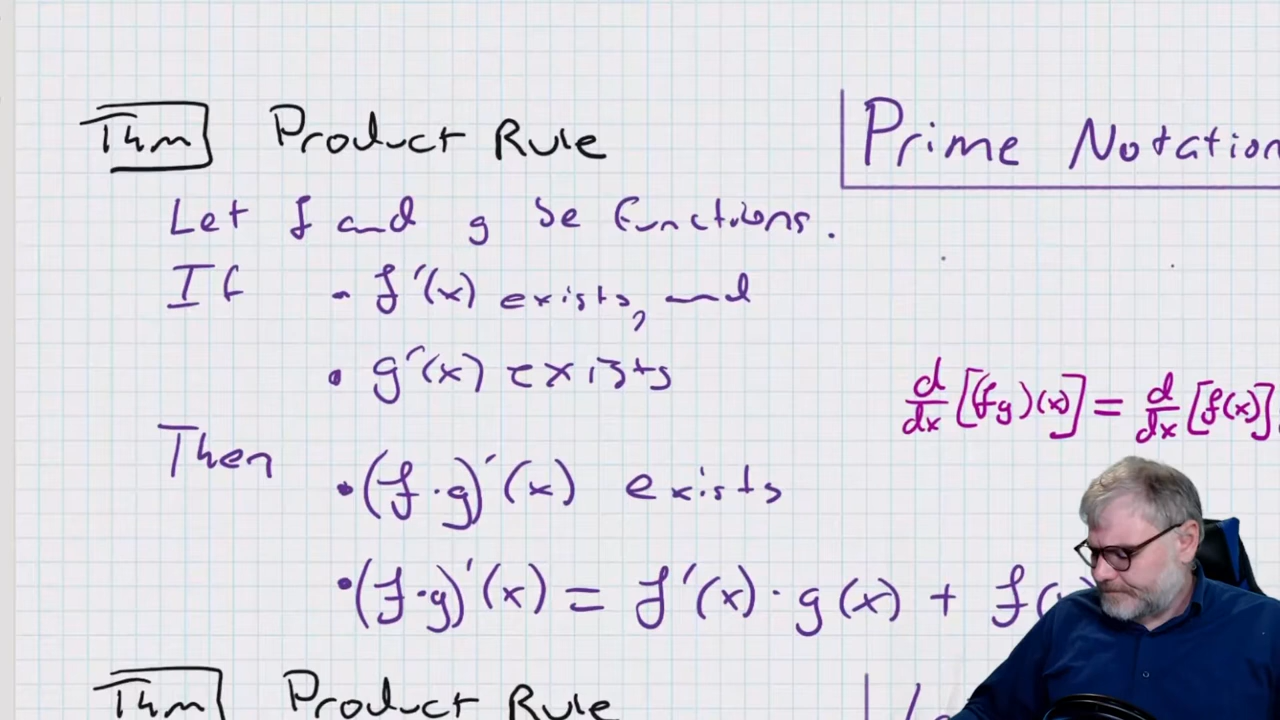 Thm Product Rule
Prime Notation
Let f and g be functions.
If • f'(x) exists, and
• g'(x) exists
d/dx [(fg)(x)] = d/dx [f(x)]
Then
• (f·g)'(x) exists
• (f·g)'(x) = f'(x) · g(x) + f(
Thm Product Rule